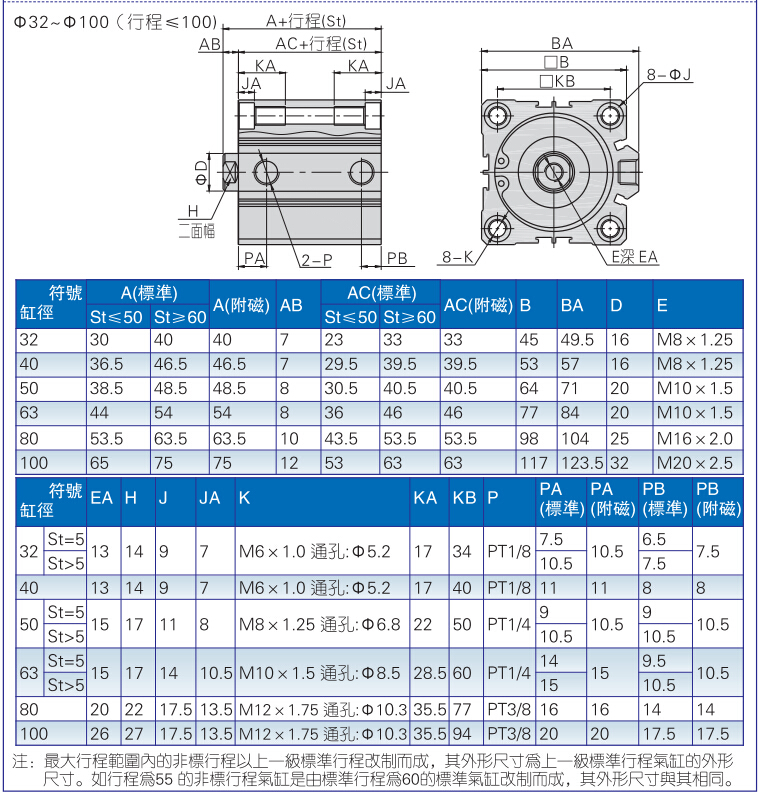 Φ32~Φ100（行程≤100)
A+行程(St)
AB
AC+行程(St)
KA
KA
JA
JA
ΦD
H
二面幅
PA
2-P
PB
BA
□B
□KB
8-ΦJ
8-K
E深EA
符號 A(標準) A(附磁) AB AC(標準) AC(附磁) B BA D E
缸徑 St≤50 St≥60 St≤50 St≥60
32 30 40 40 7 23 33 33 45 49.5 16 M8×1.25
40 36.5 46.5 46.5 7 29.5 39.5 39.5 53 57 16 M8×1.25
50 38.5 48.5 48.5 8 30.5 40.5 40.5 64 71 20 M10×1.5
63 44 54 54 8 36 46 46 77 84 20 M10×1.5
80 53.5 63.5 63.5 10 43.5 53.5 53.5 98 104 25 M16×2.0
100 65 75 75 12 53 63 63 117 123.5 32 M20×2.5
符號 EA H J JA K KA KB P PA PA PB PB
缸徑 (標準) (附磁) (標準) (附磁)
32 St=5 13 14 9 7 M6×1.0 通孔:Φ5.2 17 34 PT1/8 7.5 10.5 6.5 7.5
St>5 10.5 7.5
40 13 14 9 7 M6×1.0 通孔:Φ5.2 17 40 PT1/8 11 11 8 8
50 St=5 15 17 11 8 M8×1.25 通孔:Φ6.8 22 50 PT1/4 9 10.5 9 10.5
St>5 10.5 10.5
63 St=5 15 17 14 10.5 M10×1.5 通孔:Φ8.5 28.5 60 PT1/4 14 15 9.5 10.5
St>5 15 10.5
80 20 22 17.5 13.5 M12×1.75 通孔:Φ10.3 35.5 77 PT3/8 16 16 14 14
100 26 27 17.5 13.5 M12×1.75 通孔:Φ10.3 35.5 94 PT3/8 20 20 17.5 17.5
注：最大行程範圍內的非標行程以上一級標準行程改制而成，其外形尺寸爲上一級標準行程氣缸的外形
尺寸。如行程爲55 的非標行程氣缸是由標準行程爲60的標準氣缸改制而成，其外形尺寸與其相同。